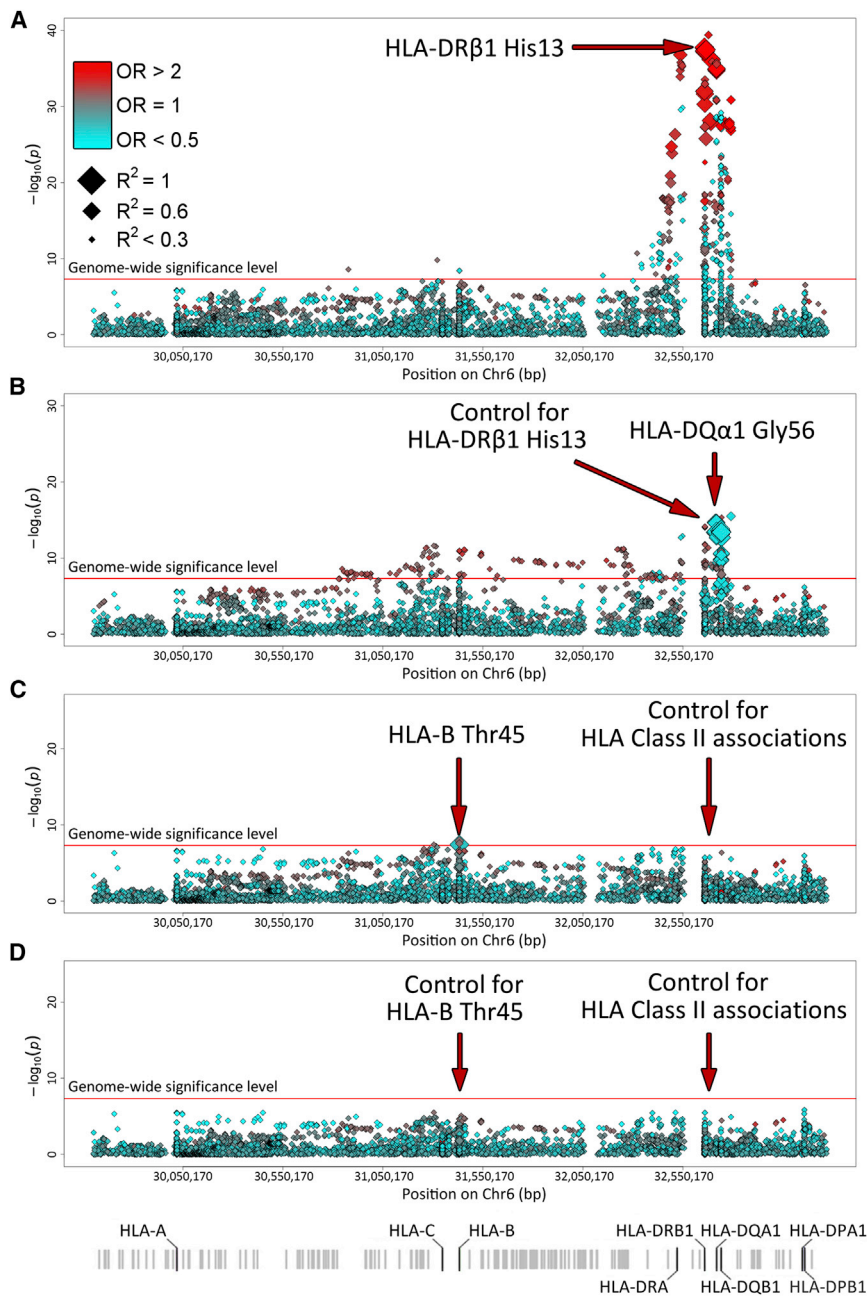 A
40
30
20
10
0
−log10(p)
OR > 2
OR = 1
OR < 0.5
R2 = 1
R2 = 0.6
R2 < 0.3
HLA-DRβ1 His13
Genome-wide significance level
30,050,170 30,550,170 31,050,170 31,550,170 32,050,170 32,550,170
Position on Chr6 (bp)
B
30
20
10
0
−log10(p)
Control for
HLA-DRβ1 His13
HLA-DQα1 Gly56
Genome-wide significance level
30,050,170 30,550,170 31,050,170 31,550,170 32,050,170 32,550,170
Position on Chr6 (bp)
C
20
10
0
−log10(p)
HLA-B Thr45
Control for
HLA Class II associations
Genome-wide significance level
30,050,170 30,550,170 31,050,170 31,550,170 32,050,170 32,550,170
Position on Chr6 (bp)
D
20
10
0
−log10(p)
Control for
HLA-B Thr45
Control for
HLA Class II associations
Genome-wide significance level
30,050,170 30,550,170 31,050,170 31,550,170 32,050,170 32,550,170
Position on Chr6 (bp)
HLA-A HLA-C HLA-B HLA-DRB1 HLA-DQA1 HLA-DPA1
HLA-DRA HLA-DQB1 HLA-DPB1